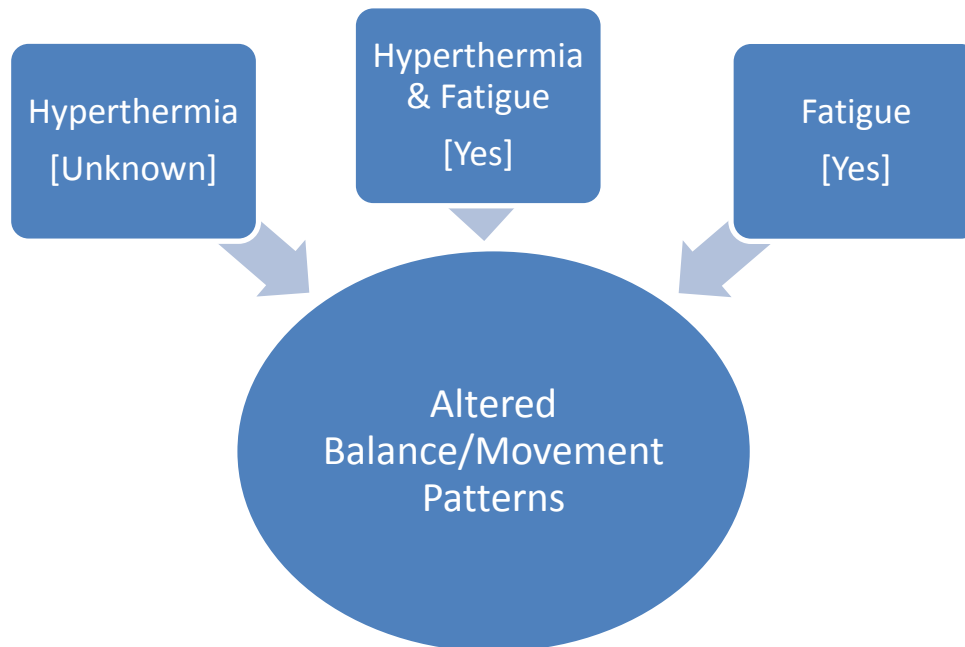 Hyperthermia
[Unknown]
Hyperthermia
& Fatigue
[Yes]
Fatigue
[Yes]
Altered
Balance/Movement
Patterns